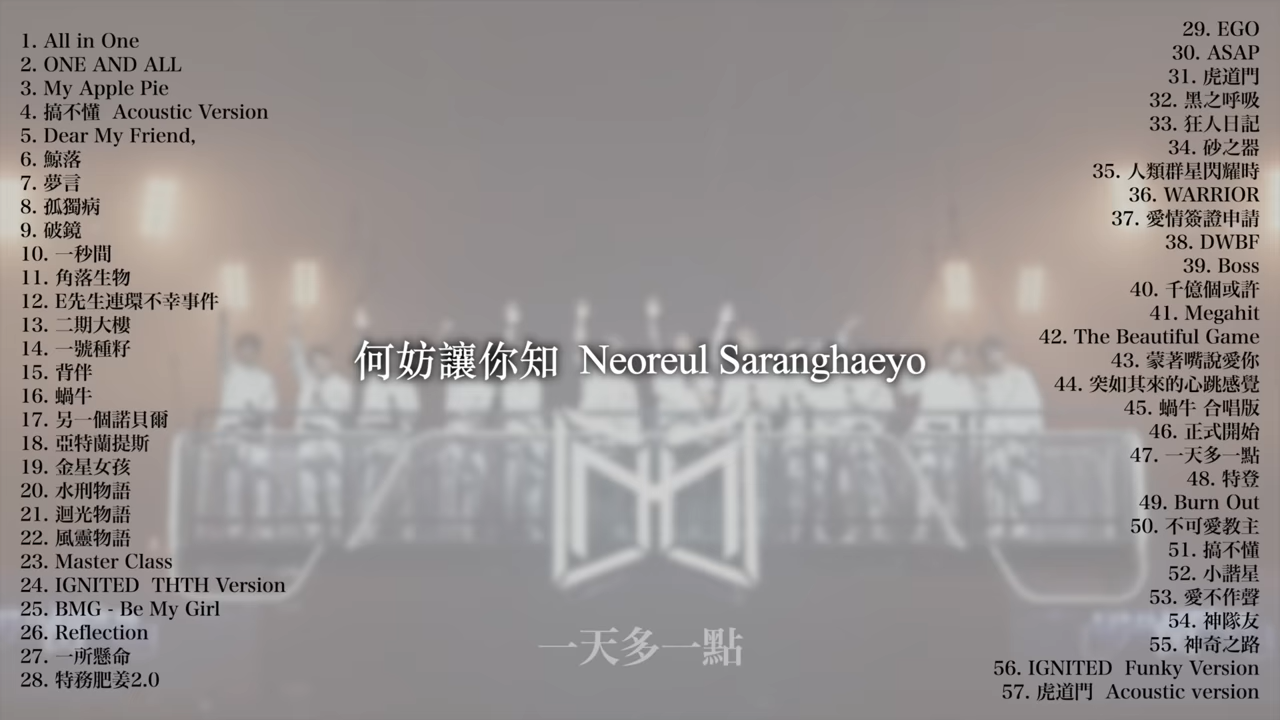 1. All in One
2. ONE AND ALL
3. My Apple Pie
4. 搞不懂 Acoustic Version
5. Dear My Friend,
6. 鯨落
7. 夢言
8. 孤獨病
9. 破鏡
10. 一秒間
11. 角落生物
12. E先生連環不幸事件
13. 二期大樓
14. 一號種籽
15. 背伴
16. 蝸牛
17. 另一個諾貝爾
18. 亞特蘭提斯
19. 金星女孩
20. 水刑物語
21. 迴光物語
22. 風靈物語
23. Master Class
24. IGNITED THTH Version
25. BMG - Be My Girl
26. Reflection
27. 一所懸命
28. 特務肥姜2.0
何妨讓你知 Neoreul Saranghaeyo
一天多一點
29. EGO
30. ASAP
31. 虎道門
32. 黑之呼吸
33. 狂人日記
34. 砂之器
35. 人類群星閃耀時
36. WARRIOR
37. 愛情簽證申請
38. DWBF
39. Boss
40. 千億個或許
41. Megahit
42. The Beautiful Game
43. 蒙著嘴說愛你
44. 突如其來的心跳感覺
45. 蝸牛 合唱版
46. 正式開始
47. 一天多一點
48. 特登
49. Burn Out
50. 不可愛教主
51. 搞不懂
52. 小諧星
53. 愛不作聲
54. 神隊友
55. 神奇之路
56. IGNITED Funky Version
57. 虎道門 Acoustic version